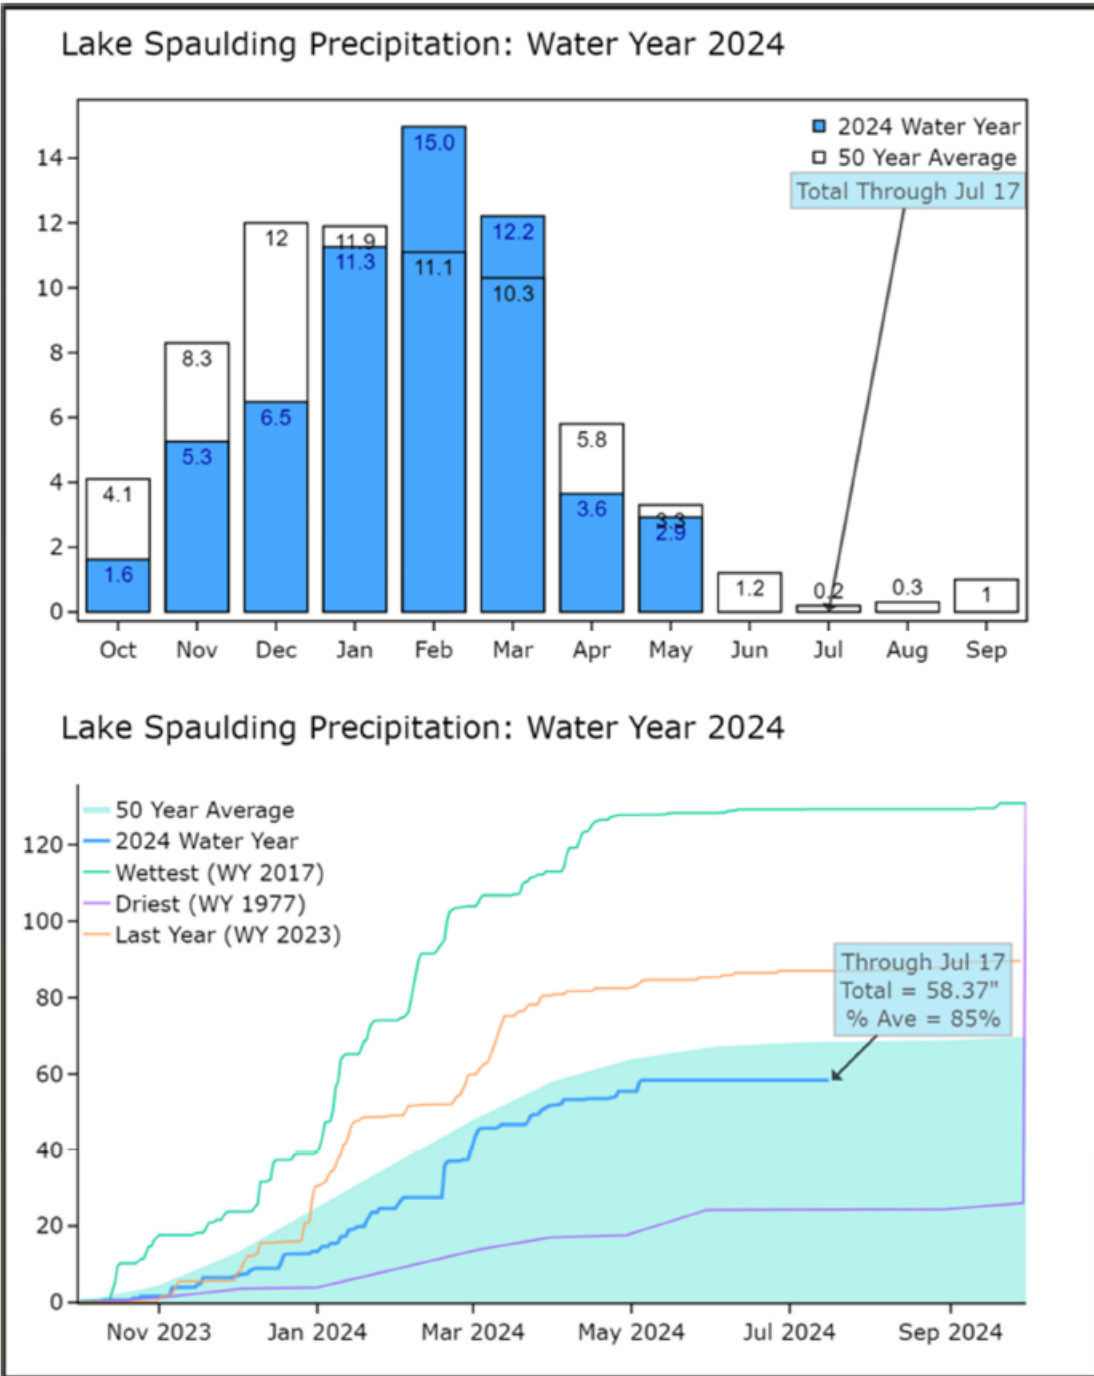 Lake Spaulding Precipitation: Water Year 2024
2024 Water Year
50 Year Average
Total Through Jul 17
14
12
10
8
6
4
2
0
4.1
1.6
8.3
5.3
12
6.5
11.9
11.3
15.0
11.1
12.2
10.3
5.8
3.6
3.3
2.9
1.2
0.2
0.3
1
Oct Nov Dec Jan Feb Mar Apr May Jun Jul Aug Sep
Lake Spaulding Precipitation: Water Year 2024
50 Year Average
2024 Water Year
Wettest (WY 2017)
Driest (WY 1977)
Last Year (WY 2023)
120
100
80
60
40
20
0
Through Jul 17
Total = 58.37"
% Ave = 85%
Nov 2023 Jan 2024 Mar 2024 May 2024 Jul 2024 Sep 2024